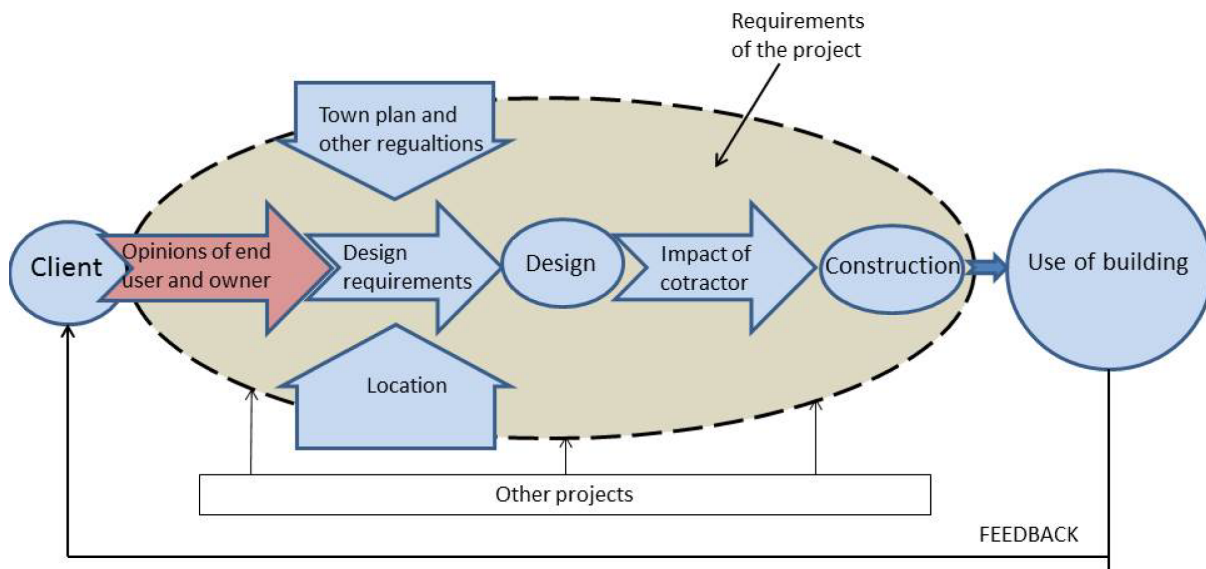 Requirements
of the project
Town plan and
other regualtions
Client
Opinions of end
user and owner
Design
requirements
Design
Impact of
cotractor
Construction
Use of building
Location
Other projects
FEEDBACK